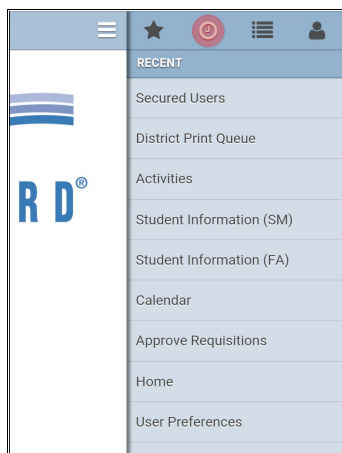 RECENT
Secured Users
District Print Queue
Activities
R D®
Student Information (SM)
Student Information (FA)
Calendar
Approve Requisitions
Home
User Preferences